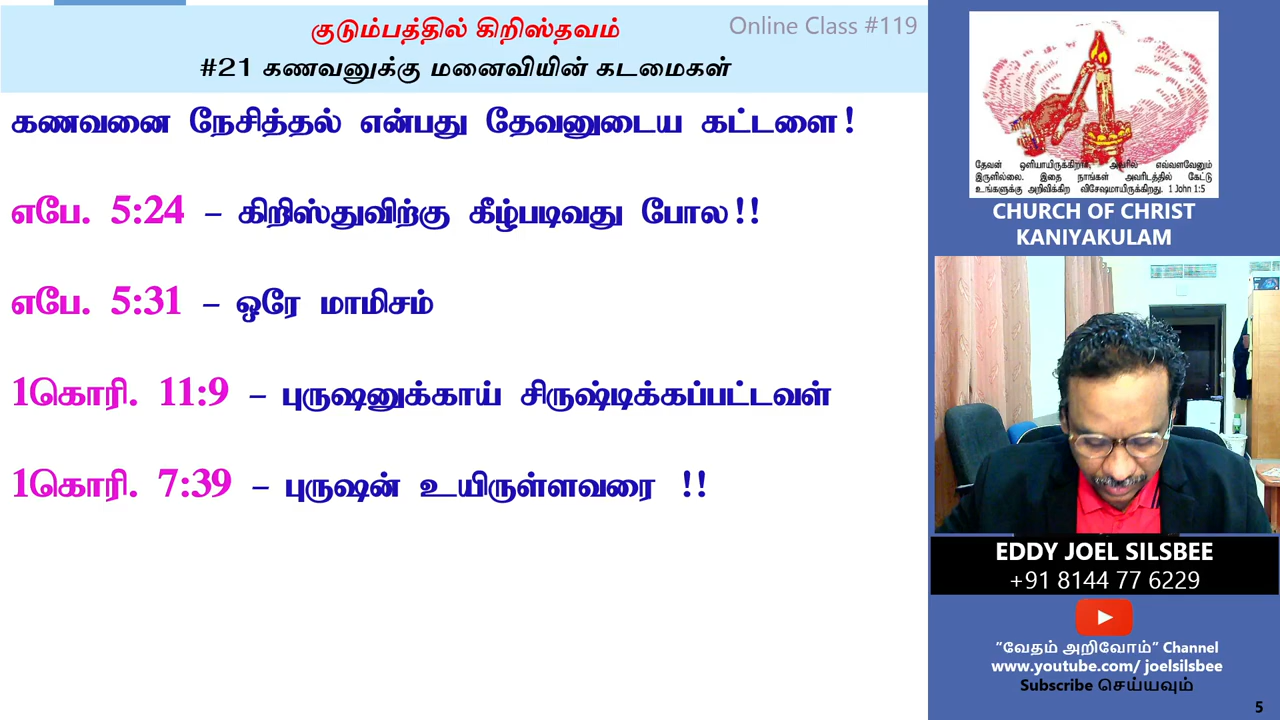 குடும்பத்தில் கிறிஸ்தவம்
Online Class #119
#21 கணவனுக்கு மனைவியின் கடமைகள்
கணவனை நேசித்தல் என்பது தேவனுடைய கட்டளை!
எபே. 5:24 – கிறிஸ்துவிற்கு கீழ்படிவது போல!!
எபே. 5:31 – ஒரே மாமிசம்
1கொரி. 11:9 – புருஷனுக்காய் சிருஷ்டிக்கப்பட்டவள்
1கொரி. 7:39 – புருஷன் உயிருள்ளவரை !!
தேவன் ஒளியாயிருக்கிறார், அவரில் எவ்வளவேனும்
இருளில்லை. இதை நாங்கள் அவரிடத்தில் கேட்டு
உங்களுக்கு அறிவிக்கிற விசேஷமாயிருக்கிறது. 1 John 1:5
CHURCH OF CHRIST
KANIYAKULAM
EDDY JOEL SILSBEE
+91 8144 77 6229
"வேதம் அறிவோம்" Channel
www.youtube.com/ joelsilsbee
Subscribe செய்யவும்
5